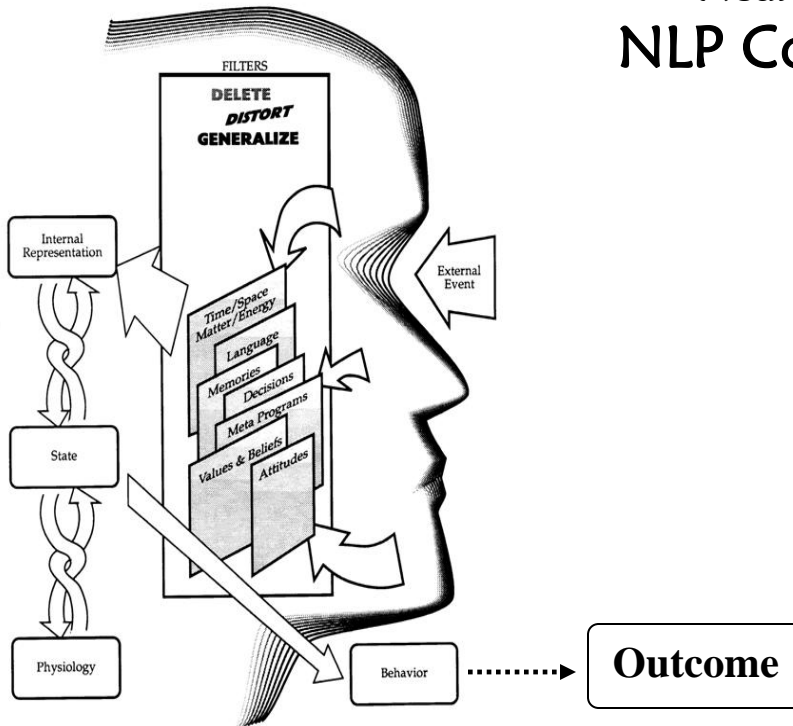 NLP Co
FILTERS
DELETE
DISTORT
GENERALIZE
Internal
Representation
External
Event
Time/Space
Matter/Energy
Language
Memories
Decisions
Meta Programs
Values & Beliefs
Attitudes
State
Physiology
Behavior
Outcome